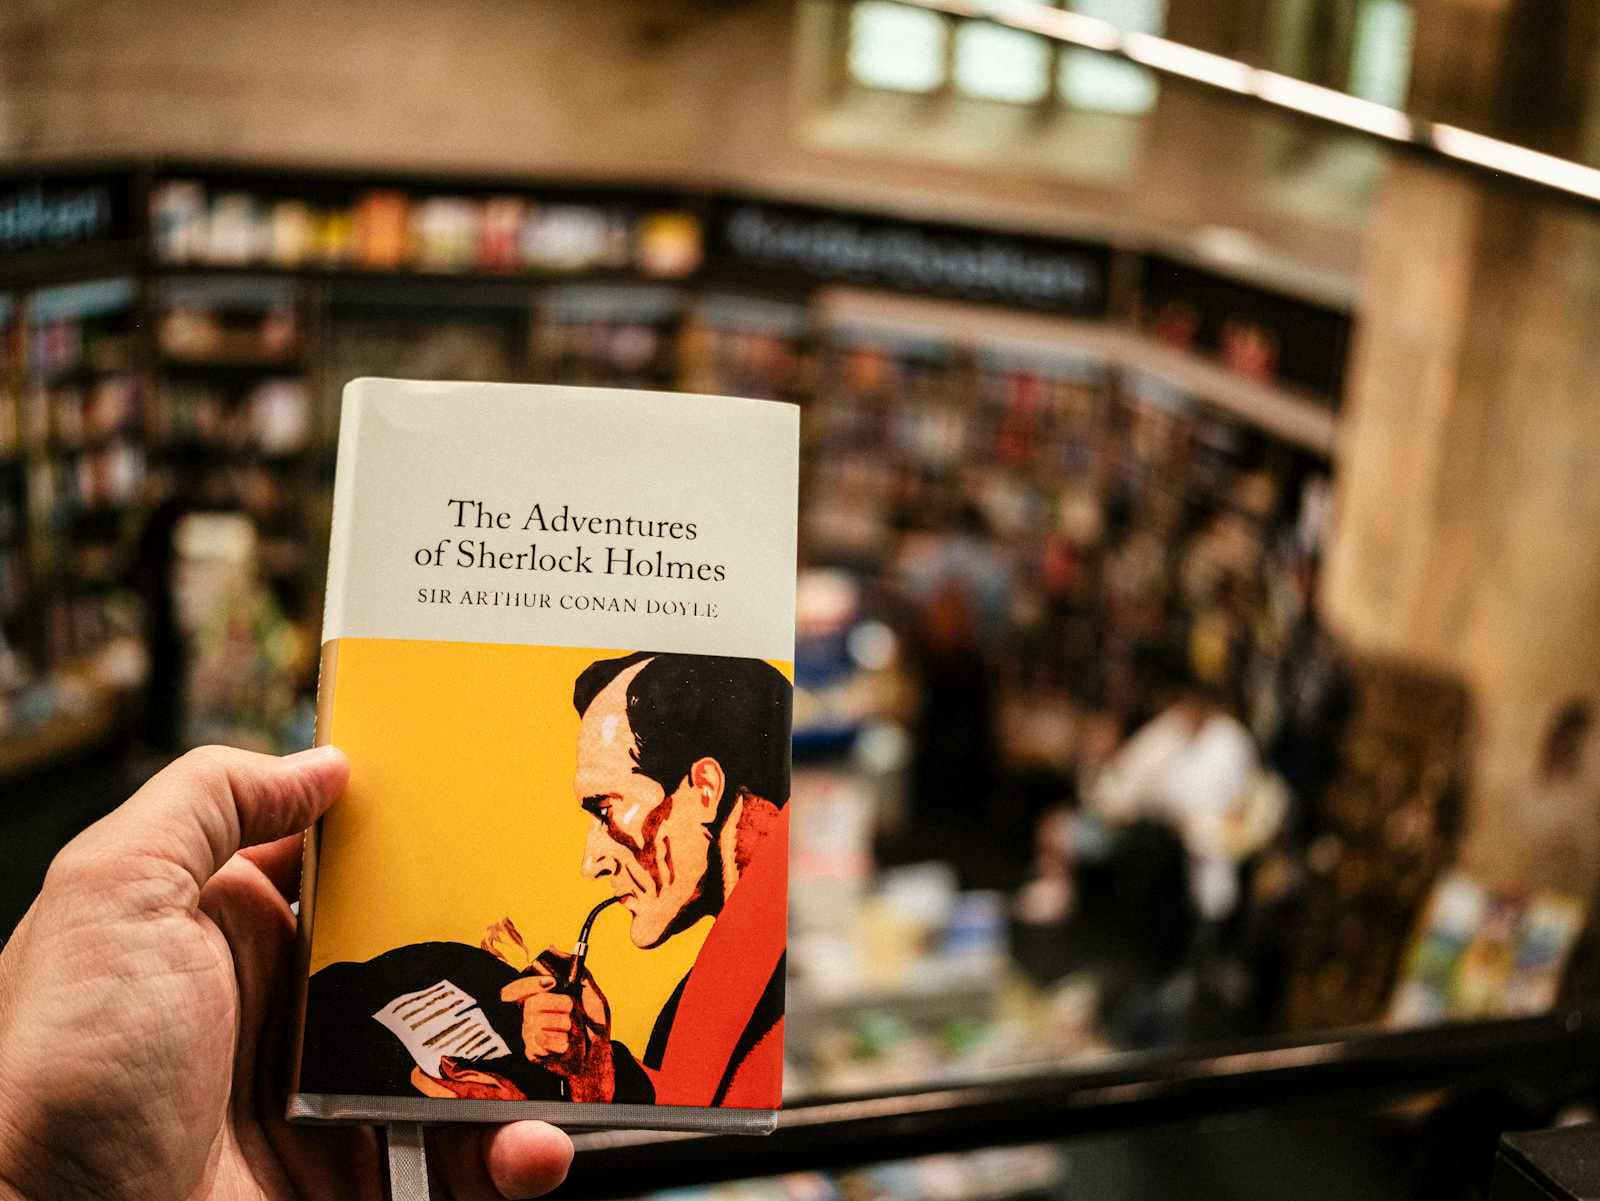 The Adventures
of Sherlock Holmes
SIR ARTHUR CONAN DOYLE